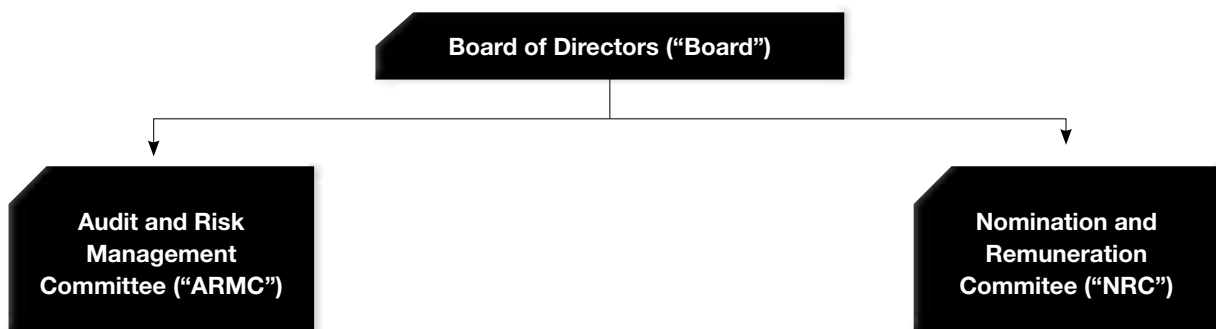 Board of Directors (“Board”)
Audit and Risk
Management
Committee (“ARMC”)
Nomination and
Remuneration
Commitee (“NRC”)